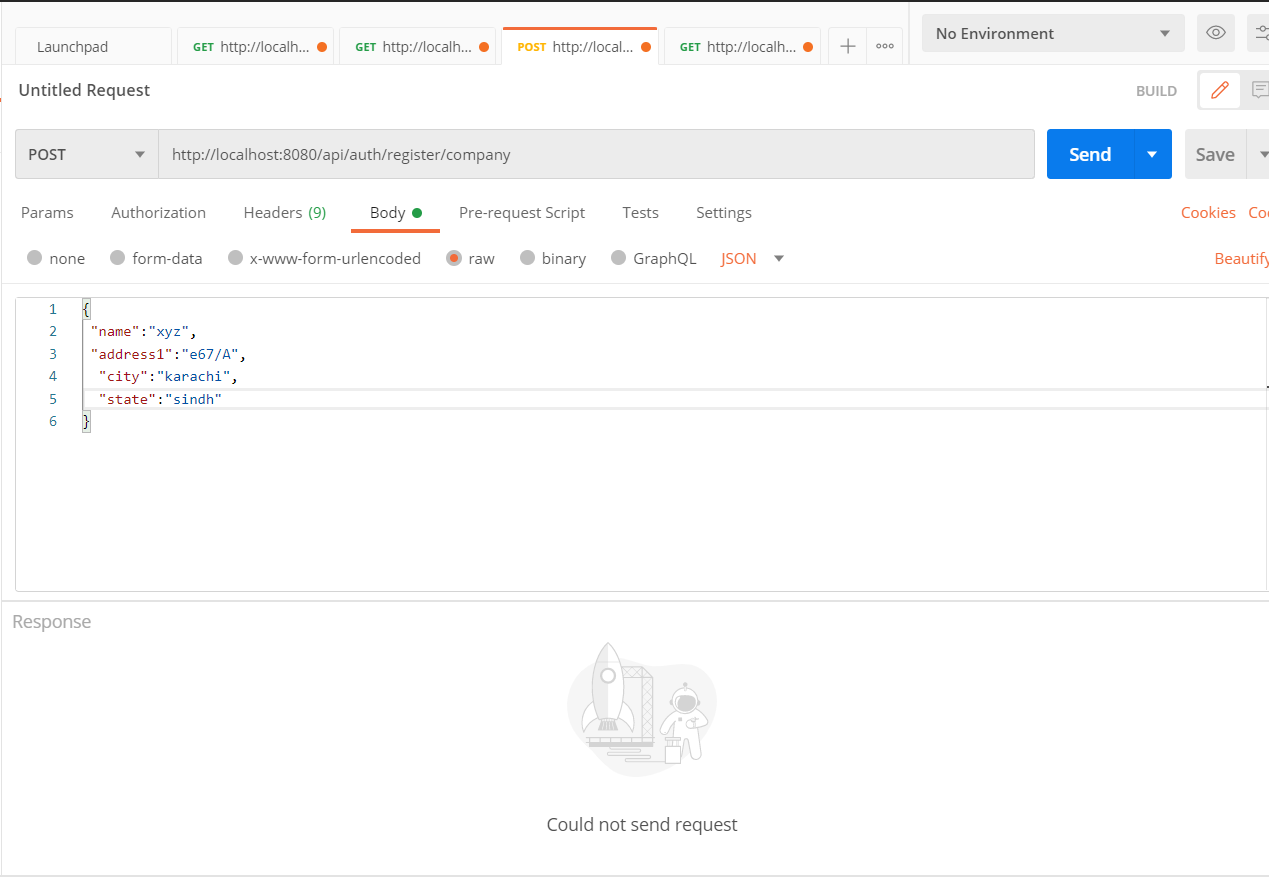 Launchpad GET http://localh... GET http://localh... POST http://local... GET http://localh... No Environment
Untitled Request BUILD
POST http://localhost:8080/api/auth/register/company Send Save
Params Authorization Headers (9) Body Pre-request Script Tests Settings Cookies Co
none form-data x-www-form-urlencoded raw binary GraphQL JSON Beautify
1 {
2 "name":"xyz",
3 "address1":"e67/A",
4 "city":"karachi",
5 "state":"sindh"
6 }
Response
Could not send request